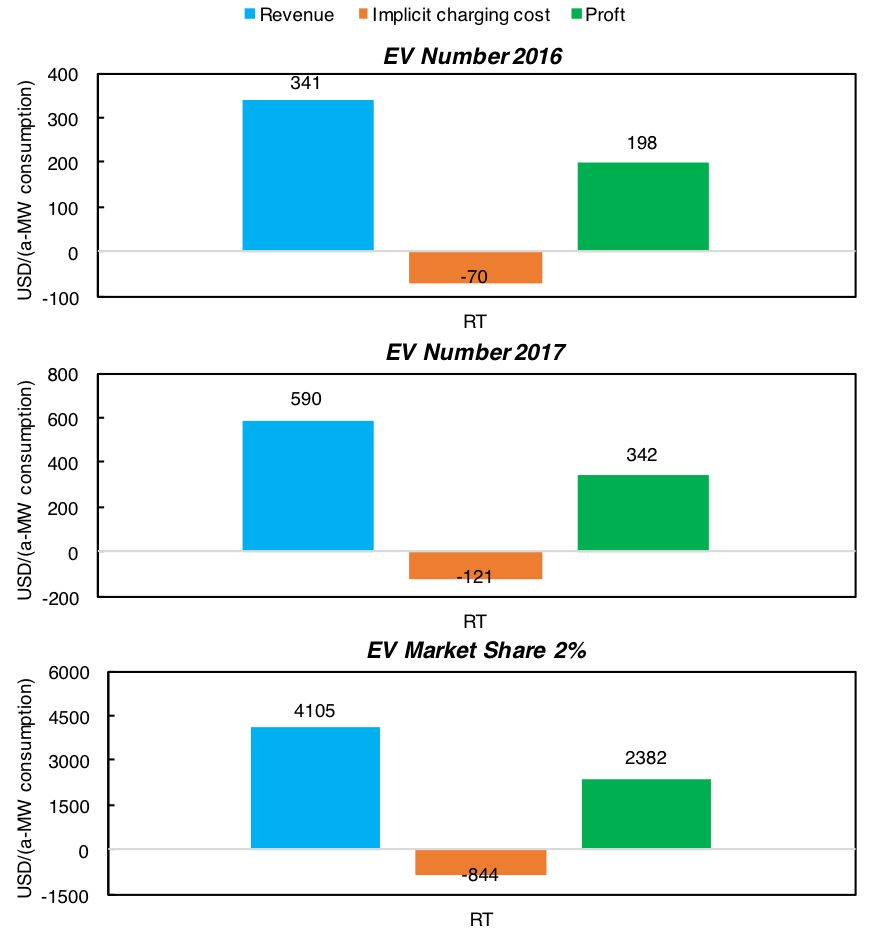 Revenue Implicit charging cost Proft
EV Number 2016
USD/(a-MW consumption)
400
300
200
100
0
-100
341
-70
198
RT
EV Number 2017
USD/(a-MW consumption)
800
600
400
200
0
-200
590
-121
342
RT
EV Market Share 2%
USD/(a-MW consumption)
6000
4500
3000
1500
0
-1500
4105
-844
2382
RT